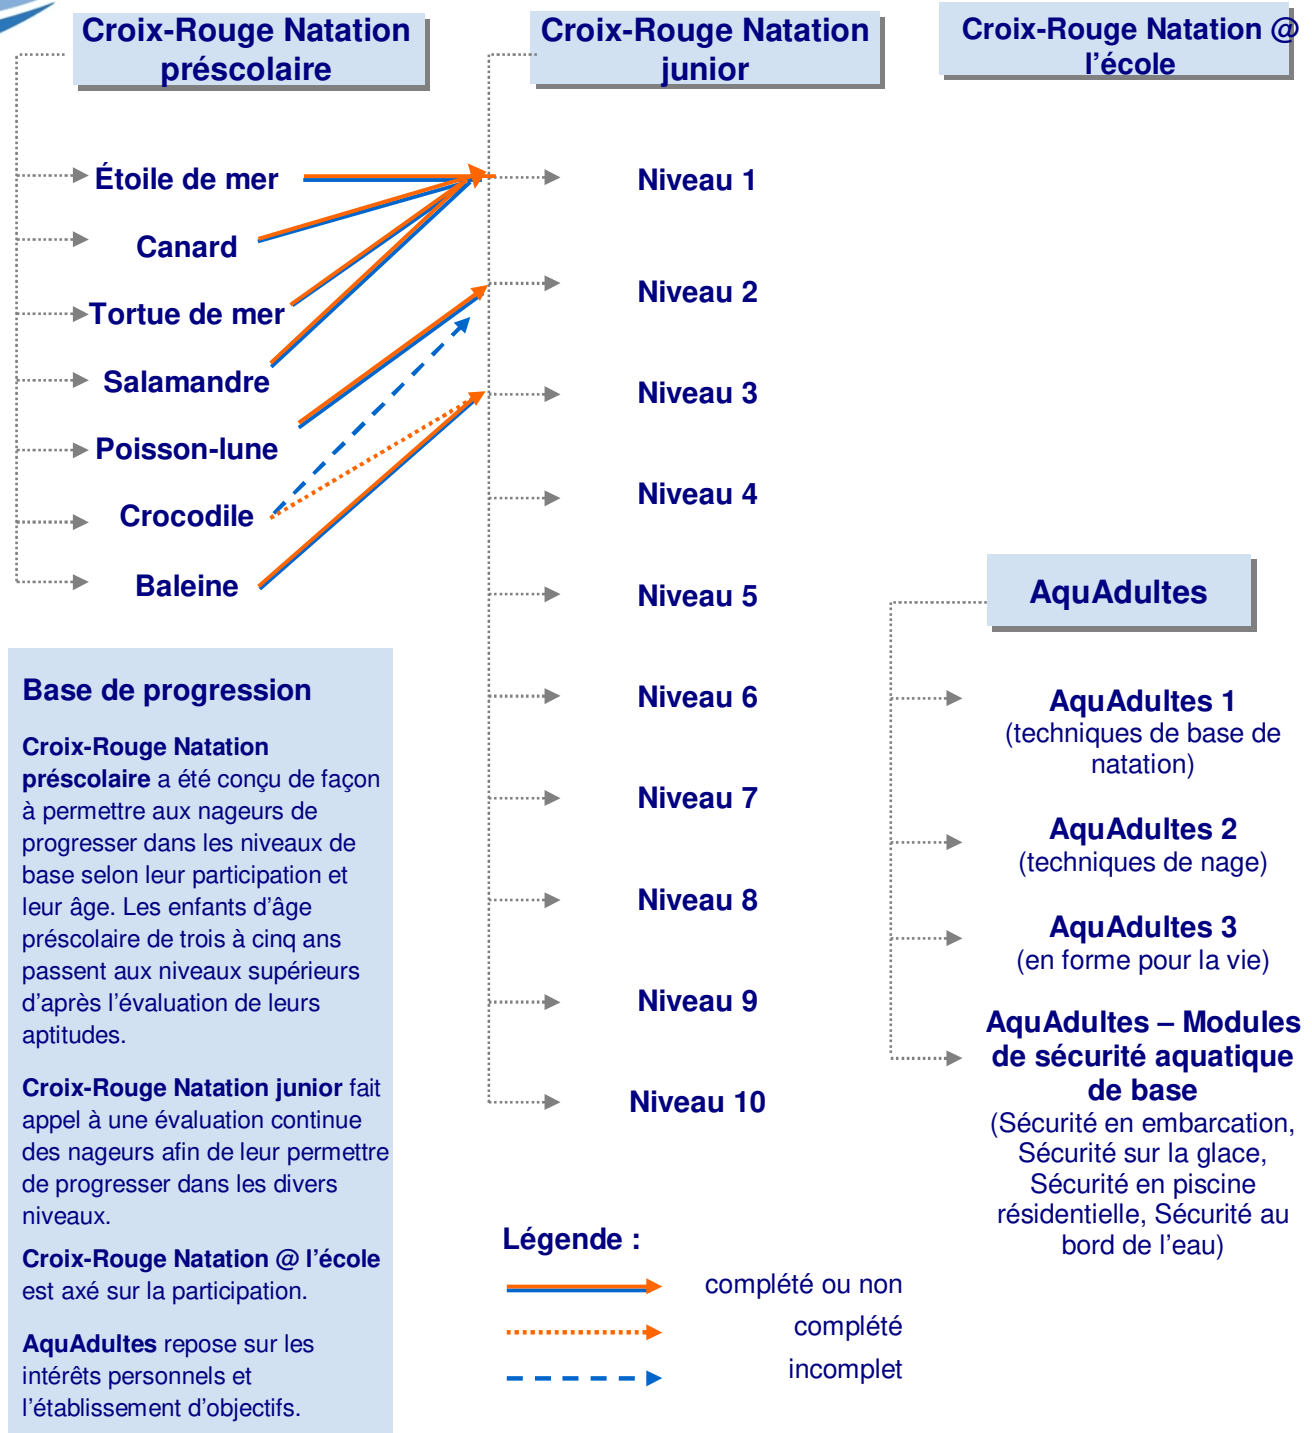 Croix-Rouge Natation
préscolaire
Étoile de mer
Canard
Tortue de mer
Salamandre
Poisson-lune
Crocodile
Baleine
Croix-Rouge Natation
junior
Niveau 1
Niveau 2
Niveau 3
Niveau 4
Niveau 5
Niveau 6
Niveau 7
Niveau 8
Niveau 9
Niveau 10
Croix-Rouge Natation @
l’école
AquAdultes
AquAdultes 1
(techniques de base de
natation)
AquAdultes 2
(techniques de nage)
AquAdultes 3
(en forme pour la vie)
AquAdultes – Modules
de sécurité aquatique
de base
(Sécurité en embarcation,
Sécurité sur la glace,
Sécurité en piscine
résidentielle, Sécurité au
bord de l’eau)
Base de progression
Croix-Rouge Natation
préscolaire a été conçu de façon
à permettre aux nageurs de
progresser dans les niveaux de
base selon leur participation et
leur âge. Les enfants d’âge
préscolaire de trois à cinq ans
passent aux niveaux supérieurs
d’après l’évaluation de leurs
aptitudes.
Croix-Rouge Natation junior fait
appel à une évaluation continue
des nageurs afin de leur permettre
de progresser dans les divers
niveaux.
Croix-Rouge Natation @ l’école
est axé sur la participation.
AquAdultes repose sur les
intérêts personnels et
l’établissement d’objectifs.
Légende :
complété ou non
complété
incomplet